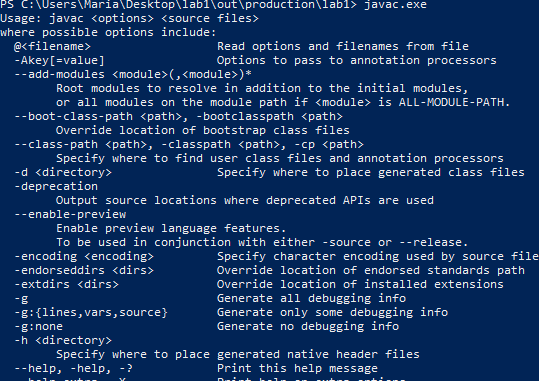 PS C:\Users\Maria\Desktop\lab1\out\production\lab1> javac.exe
Usage: javac <options> <source files>
where possible options include:
  @<filename>                  Read options and filenames from file
  -Akey[=value]                Options to pass to annotation processors
  --add-modules <module>(,<module>)*
        Root modules to resolve in addition to the initial modules,
        or all modules on the module path if <module> is ALL-MODULE-PATH.
  --boot-class-path <path>, -bootclasspath <path>
        Override location of bootstrap class files
  --class-path <path>, -classpath <path>, -cp <path>
        Specify where to find user class files and annotation processors
  -d <directory>               Specify where to place generated class files
  -deprecation
        Output source locations where deprecated APIs are used
  --enable-preview
        Enable preview language features.
        To be used in conjunction with either -source or --release.
  -encoding <encoding>         Specify character encoding used by source file
  -endorseddirs <dirs>         Override location of endorsed standards path
  -extdirs <dirs>              Override location of installed extensions
  -g                           Generate all debugging info
  -g:{lines,vars,source}       Generate only some debugging info
  -g:none                      Generate no debugging info
  -h <directory>
        Specify where to place generated native header files
  --help, -help, -?            Print this help message
  --help-extra, -X             Print help on extra options